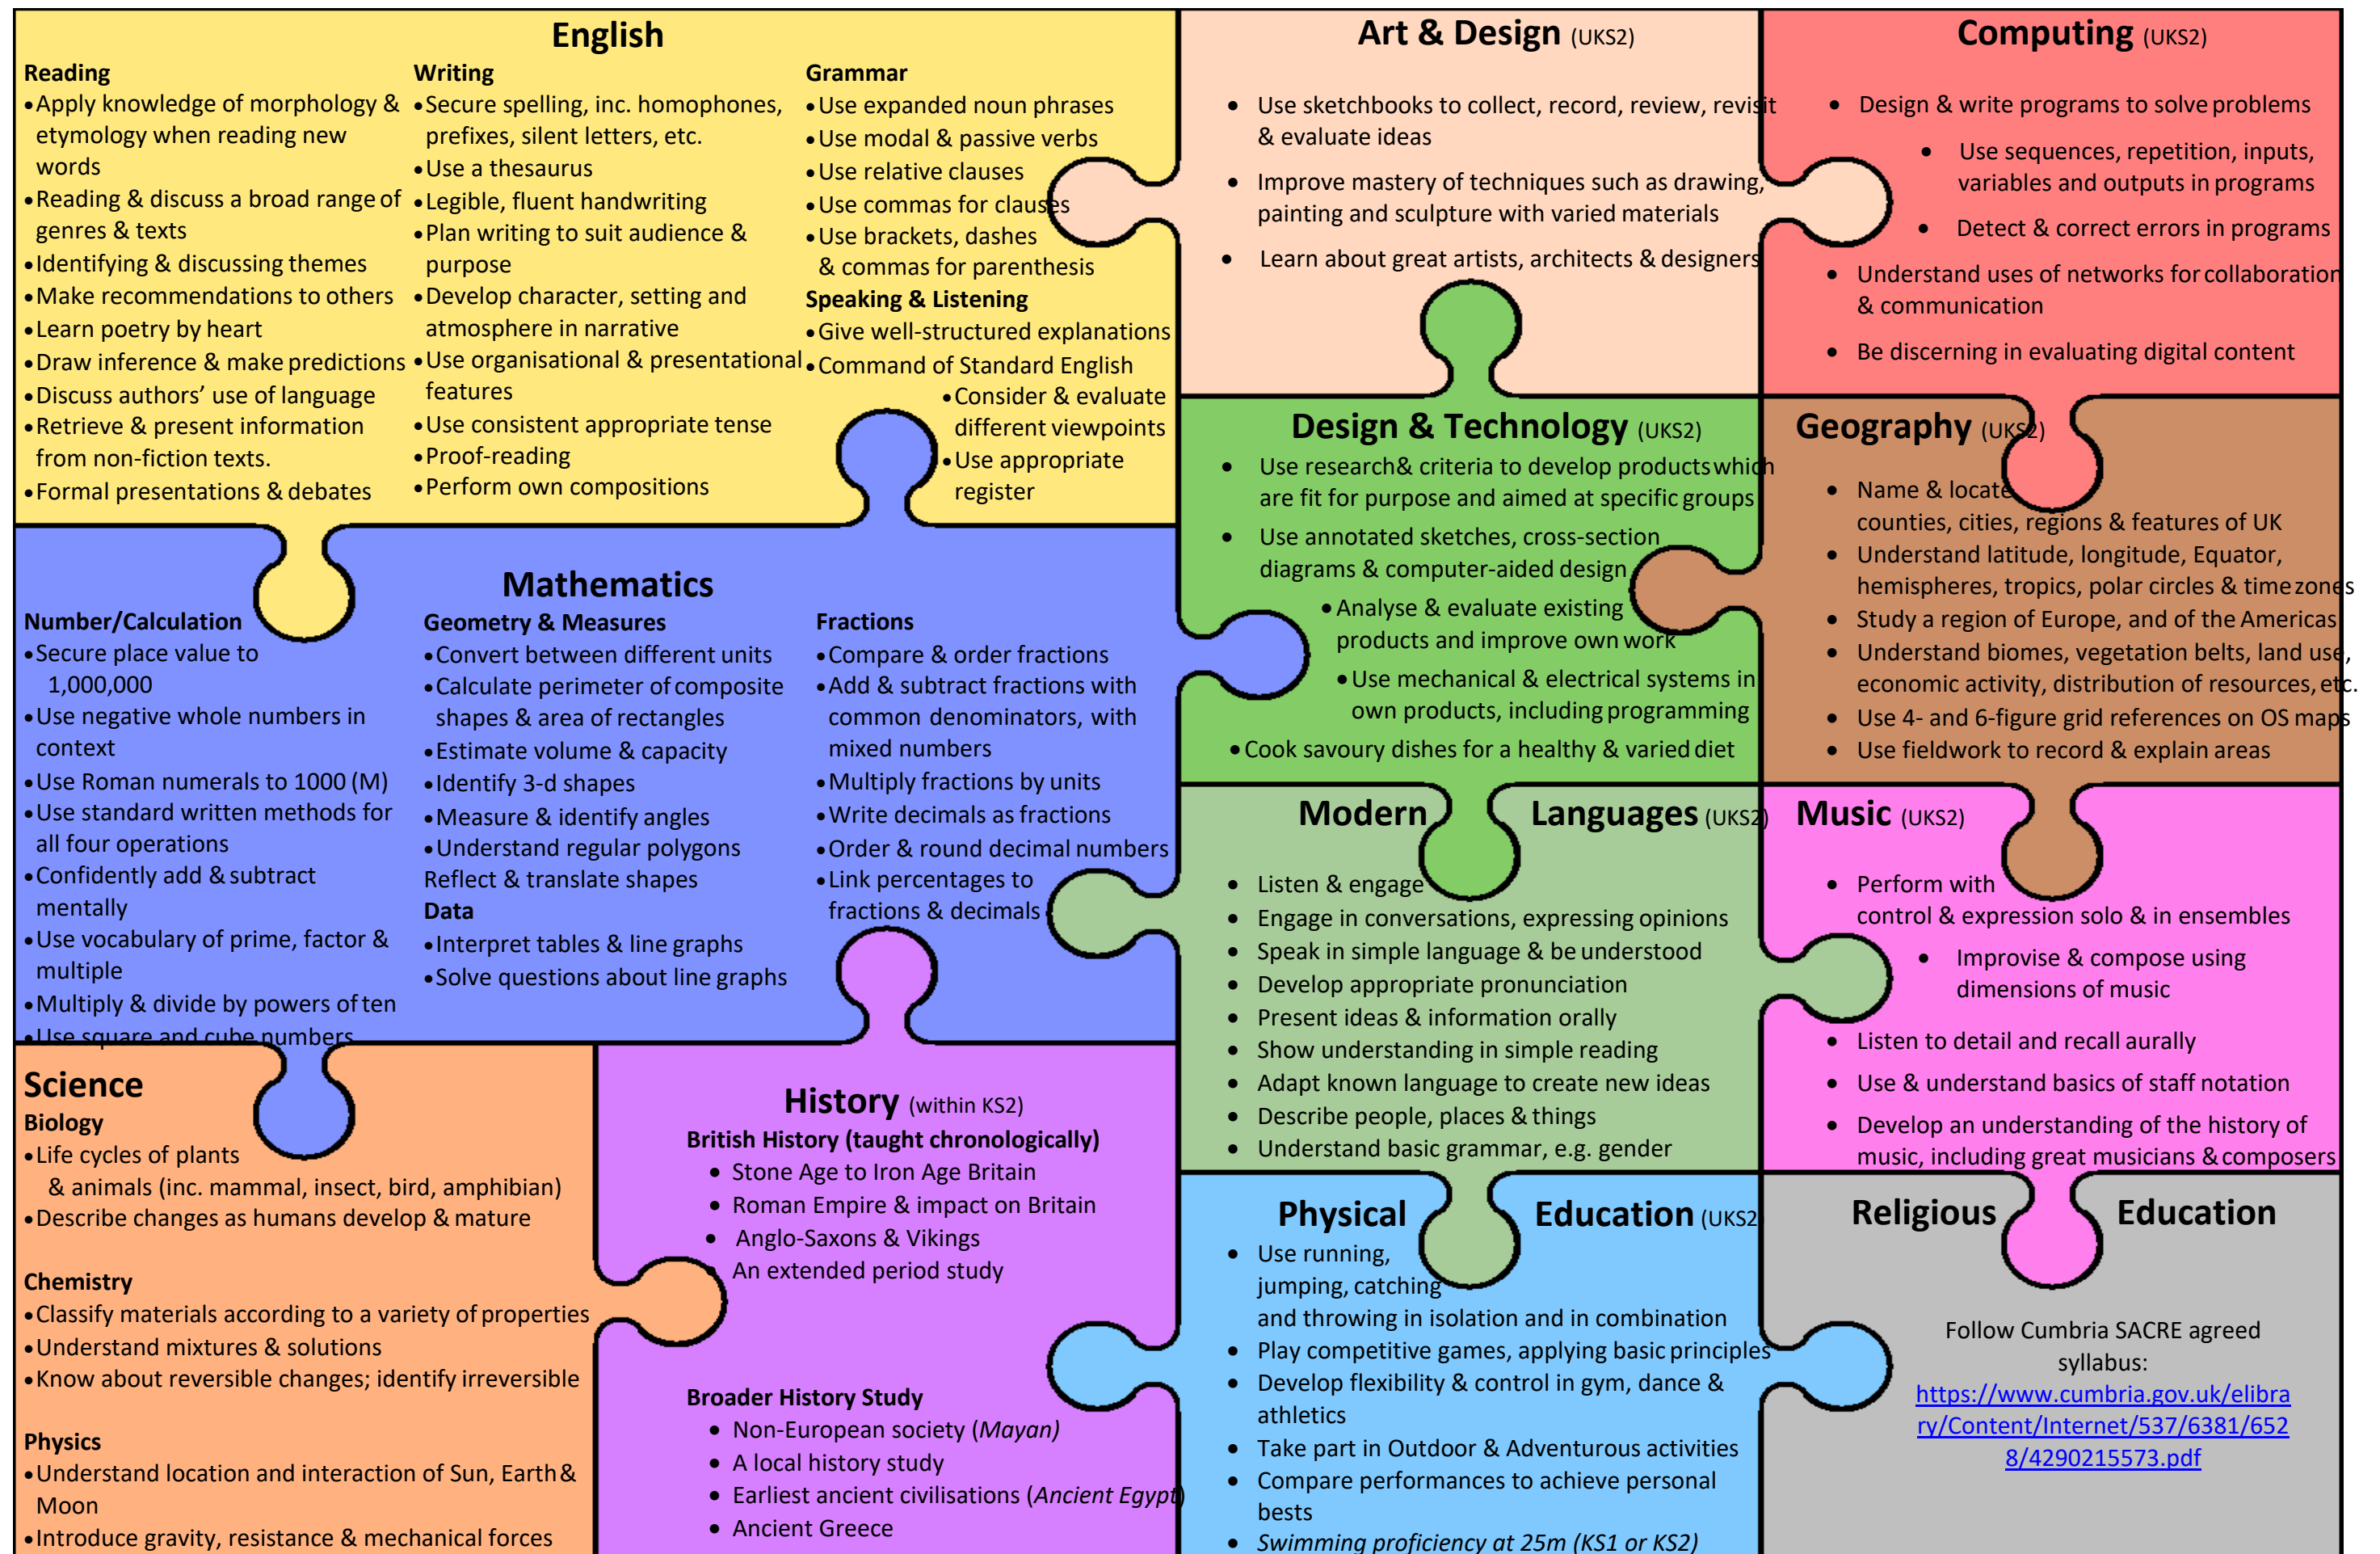 English
Reading
•Apply knowledge of morphology &
etymology when reading new
words
•Reading & discuss a broad range of
genres & texts
•Identifying & discussing themes
•Make recommendations to others
•Learn poetry by heart
•Draw inference & make predictions
•Discuss authors’ use of language
•Retrieve & present information
from non-fiction texts.
•Formal presentations & debates
Writing
•Secure spelling, inc. homophones,
prefixes, silent letters, etc.
•Use a thesaurus
•Legible, fluent handwriting
•Plan writing to suit audience &
purpose
•Develop character, setting and
atmosphere in narrative
•Use organisational & presentational
features
•Use consistent appropriate tense
•Proof-reading
•Perform own compositions
Grammar
•Use expanded noun phrases
•Use modal & passive verbs
•Use relative clauses
•Use commas for clauses
•Use brackets, dashes
& commas for parenthesis
Speaking & Listening
•Give well-structured explanations
•Command of Standard English
•Consider & evaluate
different viewpoints
•Use appropriate
register
Art & Design (UKS2)
• Use sketchbooks to collect, record, review, revisit
& evaluate ideas
• Improve mastery of techniques such as drawing,
painting and sculpture with varied materials
• Learn about great artists, architects & designers
Computing (UKS2)
• Design & write programs to solve problems
• Use sequences, repetition, inputs,
variables and outputs in programs
• Detect & correct errors in programs
• Understand uses of networks for collaboration
& communication
• Be discerning in evaluating digital content
Mathematics
Number/Calculation
•Secure place value to
1,000,000
•Use negative whole numbers in
context
•Use Roman numerals to 1000 (M)
•Use standard written methods for
all four operations
•Confidently add & subtract
mentally
•Use vocabulary of prime, factor &
multiple
•Multiply & divide by powers of ten
•Use square and cube numbers
Geometry & Measures
•Convert between different units
•Calculate perimeter of composite
shapes & area of rectangles
•Estimate volume & capacity
•Identify 3-d shapes
•Measure & identify angles
•Understand regular polygons
Reflect & translate shapes
Data
•Interpret tables & line graphs
•Solve questions about line graphs
Fractions
•Compare & order fractions
•Add & subtract fractions with
common denominators, with
mixed numbers
•Multiply fractions by units
•Write decimals as fractions
•Order & round decimal numbers
•Link percentages to
fractions & decimals
Design & Technology (UKS2)
• Use research& criteria to develop products which
are fit for purpose and aimed at specific groups
• Use annotated sketches, cross-section
diagrams & computer-aided design
•Analyse & evaluate existing
products and improve own work
•Use mechanical & electrical systems in
own products, including programming
•Cook savoury dishes for a healthy & varied diet
Geography (UKS2)
• Name & locate
counties, cities, regions & features of UK
• Understand latitude, longitude, Equator,
hemispheres, tropics, polar circles & time zones
• Study a region of Europe, and of the Americas
• Understand biomes, vegetation belts, land use,
economic activity, distribution of resources, etc.
• Use 4- and 6-figure grid references on OS maps
• Use fieldwork to record & explain areas
Modern Languages (UKS2)
• Listen & engage
• Engage in conversations, expressing opinions
• Speak in simple language & be understood
• Develop appropriate pronunciation
• Present ideas & information orally
• Show understanding in simple reading
• Adapt known language to create new ideas
• Describe people, places & things
• Understand basic grammar, e.g. gender
Music (UKS2)
• Perform with
control & expression solo & in ensembles
• Improvise & compose using
dimensions of music
• Listen to detail and recall aurally
• Use & understand basics of staff notation
• Develop an understanding of the history of
music, including great musicians & composers
Science
Biology
•Life cycles of plants
& animals (inc. mammal, insect, bird, amphibian)
•Describe changes as humans develop & mature
Chemistry
•Classify materials according to a variety of properties
•Understand mixtures & solutions
•Know about reversible changes; identify irreversible
Physics
•Understand location and interaction of Sun, Earth &
Moon
•Introduce gravity, resistance & mechanical forces
History (within KS2)
British History (taught chronologically)
• Stone Age to Iron Age Britain
• Roman Empire & impact on Britain
• Anglo-Saxons & Vikings
• An extended period study
Broader History Study
• Non-European society (Mayan)
• A local history study
• Earliest ancient civilisations (Ancient Egypt)
• Ancient Greece
Physical Education (UKS2
• Use running,
jumping, catching
and throwing in isolation and in combination
• Play competitive games, applying basic principles
• Develop flexibility & control in gym, dance &
athletics
• Take part in Outdoor & Adventurous activities
• Compare performances to achieve personal
bests
• Swimming proficiency at 25m (KS1 or KS2)
Religious Education
Follow Cumbria SACRE agreed
syllabus:
https://www.cumbria.gov.uk/elibra
ry/Content/Internet/537/6381/652
8/4290215573.pdf